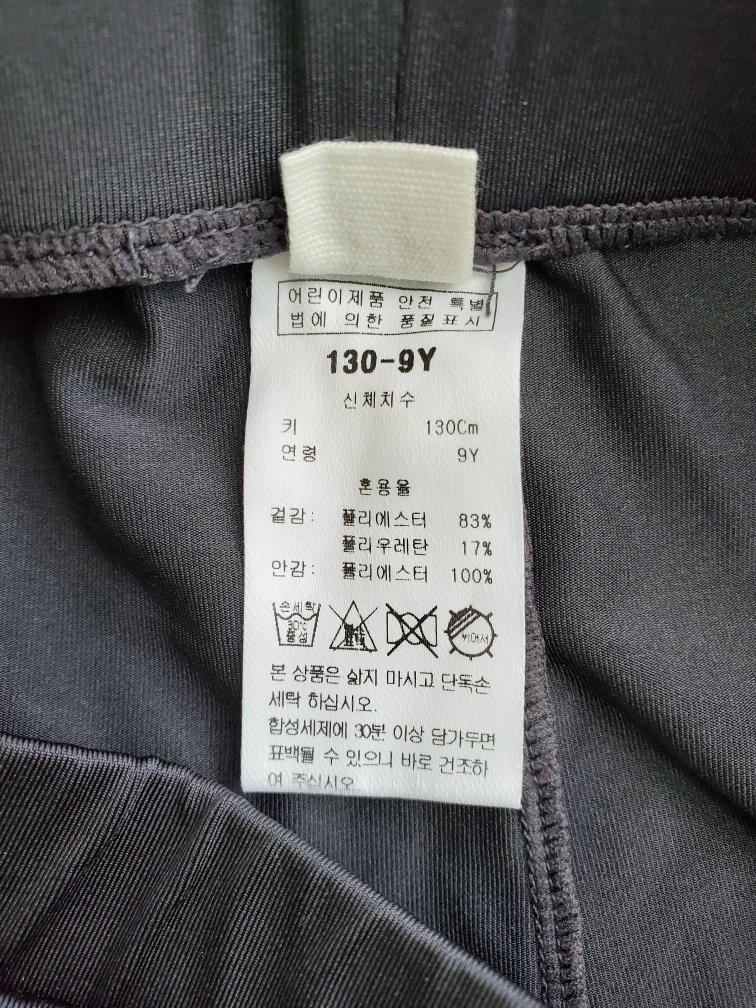 어린이제품 안전 특별
법에 의한 품질표시
130-9Y
신체치수
키 130Cm
연령 9Y
혼용율
겉감: 폴리에스터 83%
폴리우레탄 17%
안감: 폴리에스터 100%
손세탁
30℃
중성
뉘어서
본 상품은 삶지 마시고 단독손
세탁 하십시오.
합성세제에 30분 이상 담가두면
표백될 수 있으니 바로 건조하
여 주십시오